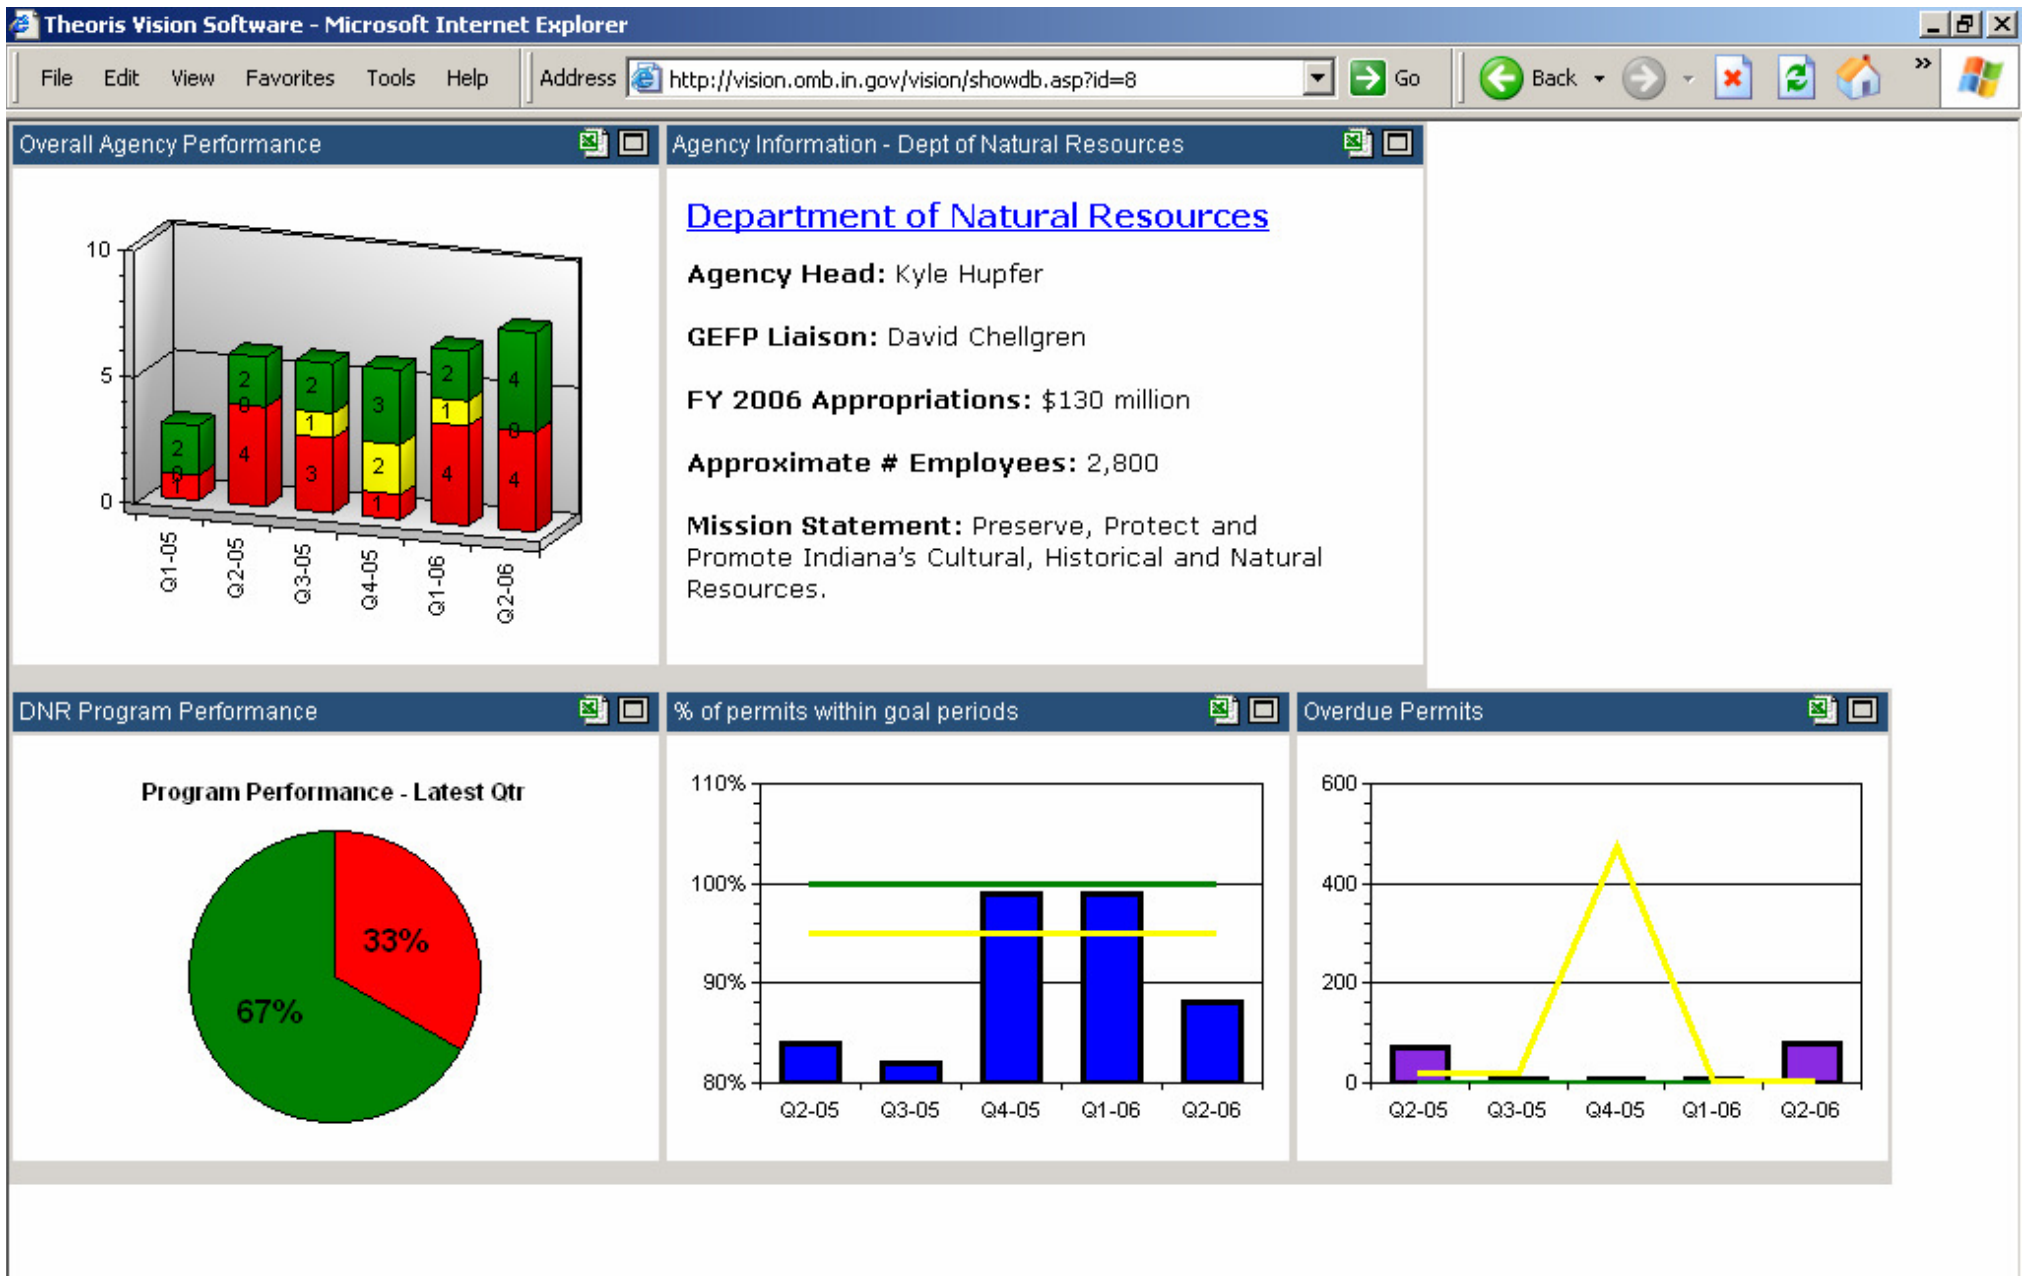 Theoris Vision Software - Microsoft Internet Explorer
File Edit View Favorites Tools Help Address http://vision.omb.in.gov/vision/showdb.asp?id=8 Go Back »
Overall Agency Performance
10
5
0
2
0
1
2
0
4
2
1
3
3
2
1
2
1
4
4
0
4
Q1-05 Q2-05 Q3-05 Q4-05 Q1-06 Q2-06
Agency Information - Dept of Natural Resources
Department of Natural Resources
Agency Head: Kyle Hupfer
GEFP Liaison: David Chellgren
FY 2006 Appropriations: $130 million
Approximate # Employees: 2,800
Mission Statement: Preserve, Protect and
Promote Indiana's Cultural, Historical and Natural
Resources.
DNR Program Performance
Program Performance - Latest Qtr
33%
67%
% of permits within goal periods
110%
100%
90%
80%
Q2-05 Q3-05 Q4-05 Q1-06 Q2-06
Overdue Permits
600
400
200
0
Q2-05 Q3-05 Q4-05 Q1-06 Q2-06